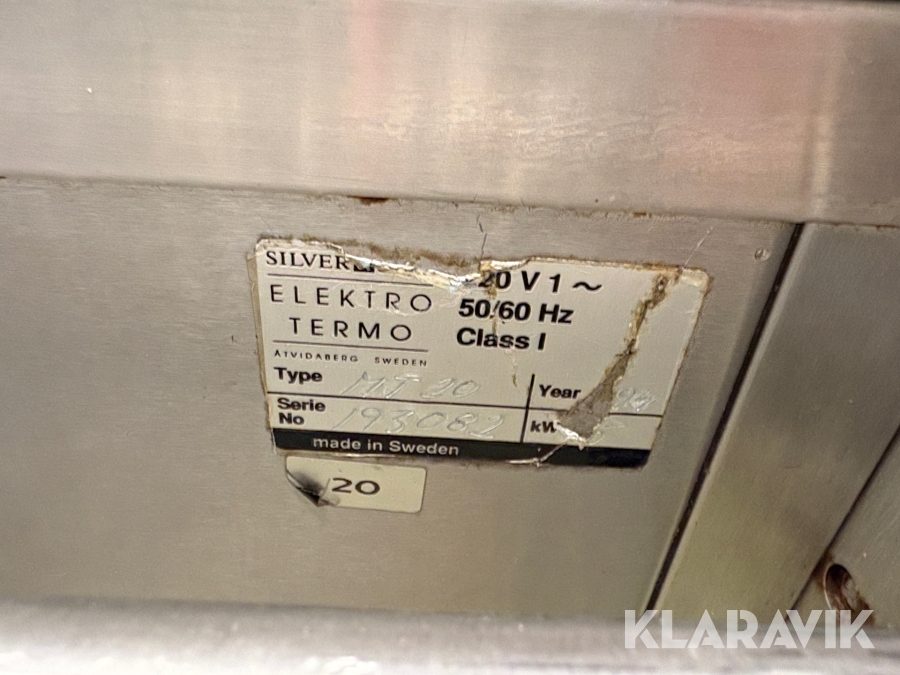 SILVER
ELEKTRO
TERMO
ÅTVIDABERG SWEDEN
20 V 1 ~
50/60 Hz
Class I
Type MT 20
Year
Serie No 193082
kW
made in Sweden
20
KLARAVIK